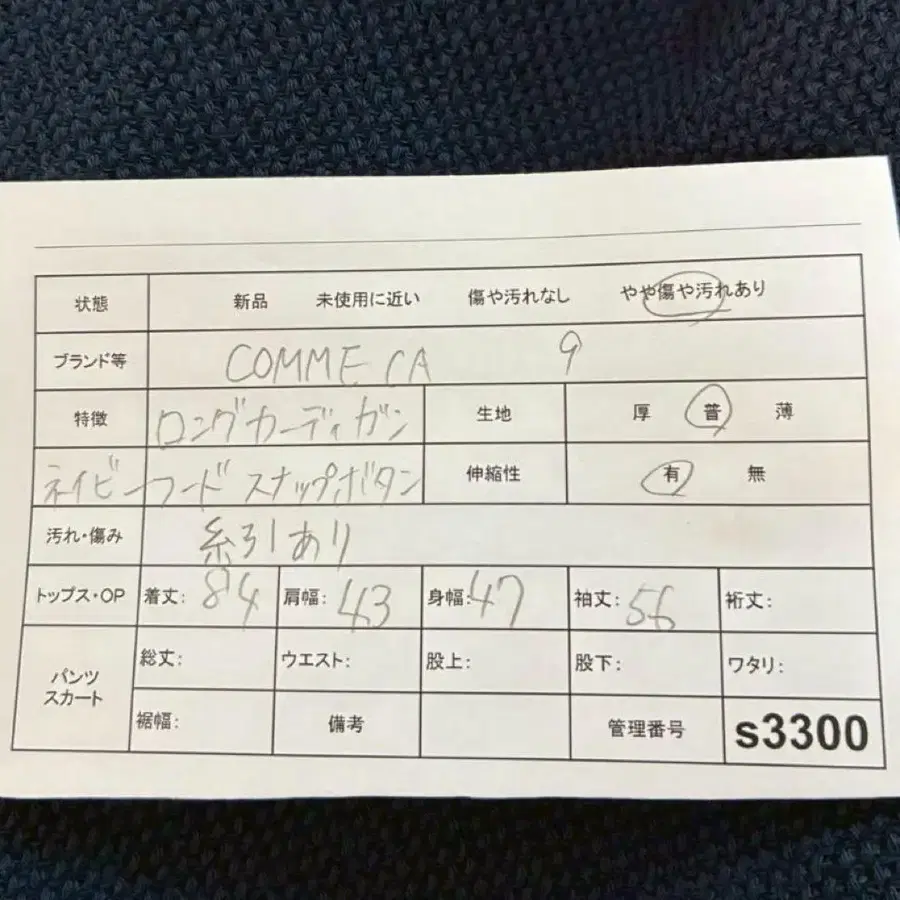 状態 新品 未使用に近い 傷や汚れなし やや傷や汚れあり
ブランド等 COMME CA 9
特徴 ロングカーディガン 生地 厚 普 薄
ネイビー フード スナップボタン 伸縮性 有 無
汚れ・傷み 糸引あり
トップス・OP 着丈: 84 肩幅: 43 身幅: 47 袖丈: 56 裄丈:
パンツ スカート 総丈: ウエスト: 股上: 股下: ワタリ:
裾幅: 備考 管理番号 s3300